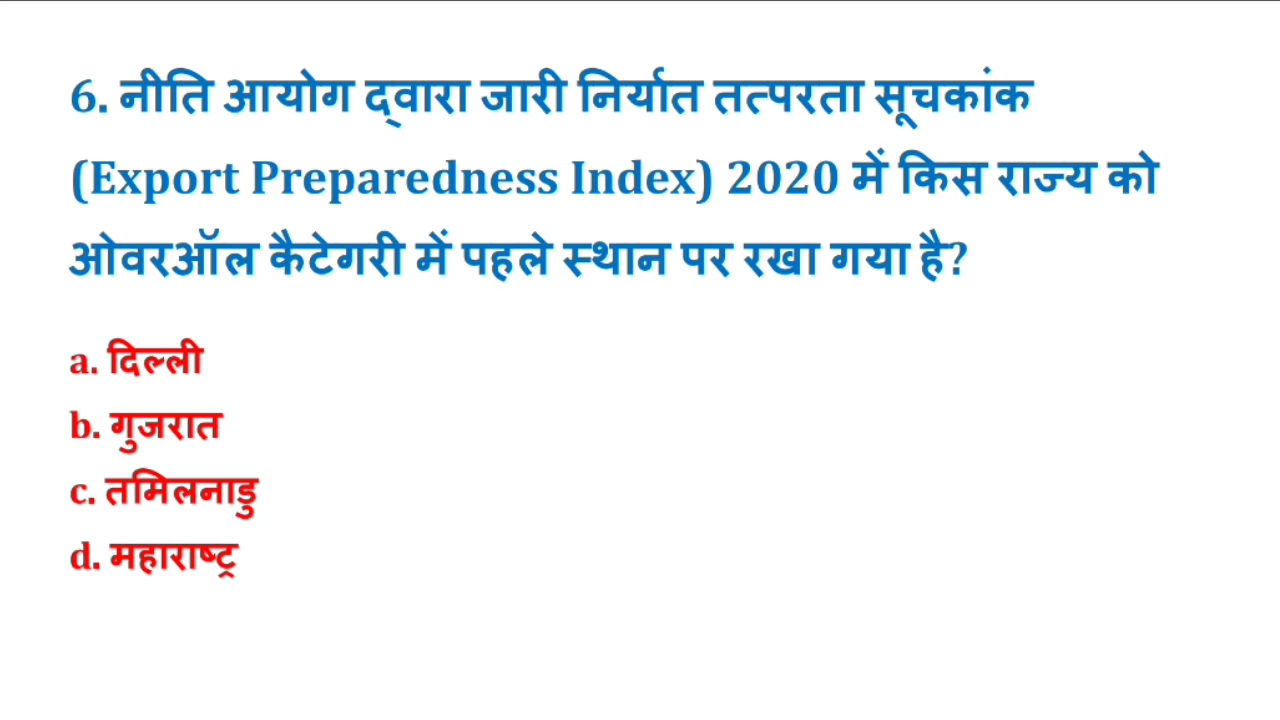 6. नीति आयोग द्वारा जारी निर्यात तत्परता सूचकांक
(Export Preparedness Index) 2020 में किस राज्य को
ओवरऑल कैटेगरी में पहले स्थान पर रखा गया है?
a. दिल्ली
b. गुजरात
c. तमिलनाडु
d. महाराष्ट्र